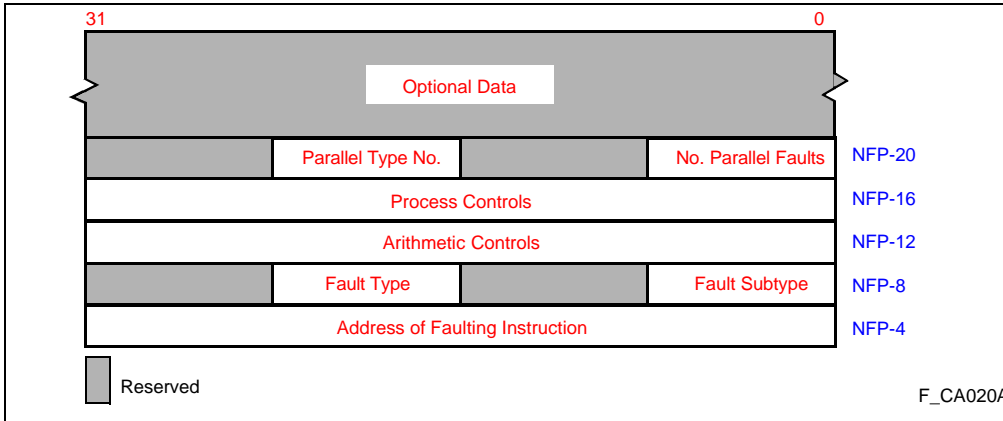 31 0
Optional Data
Parallel Type No. No. Parallel Faults NFP-20
Process Controls NFP-16
Arithmetic Controls NFP-12
Fault Type Fault Subtype NFP-8
Address of Faulting Instruction NFP-4
Reserved
F_CA020A